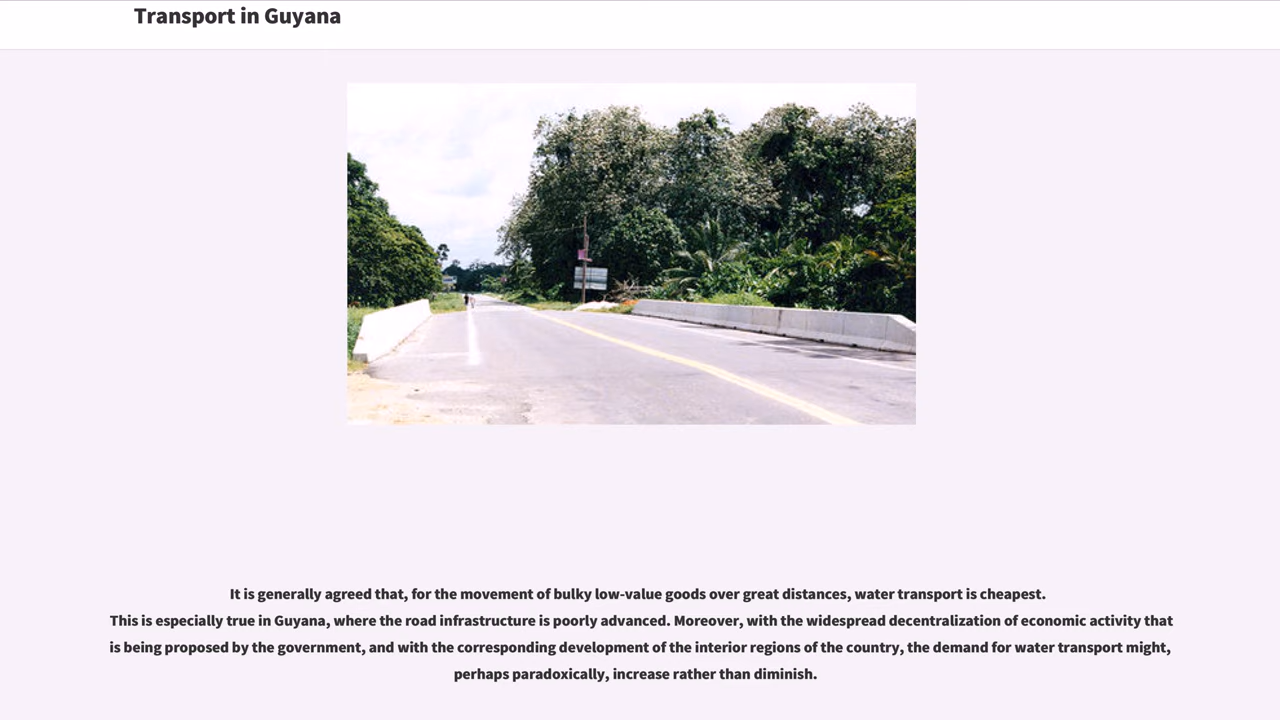 Transport in Guyana
It is generally agreed that, for the movement of bulky low-value goods over great distances, water transport is cheapest.
This is especially true in Guyana, where the road infrastructure is poorly advanced. Moreover, with the widespread decentralization of economic activity that
is being proposed by the government, and with the corresponding development of the interior regions of the country, the demand for water transport might,
perhaps paradoxically, increase rather than diminish.